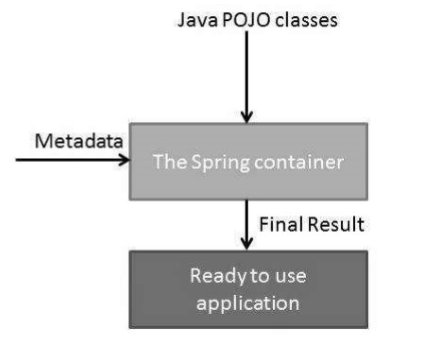 Java POJO classes
Metadata
The Spring container
Final Result
Ready to use
application